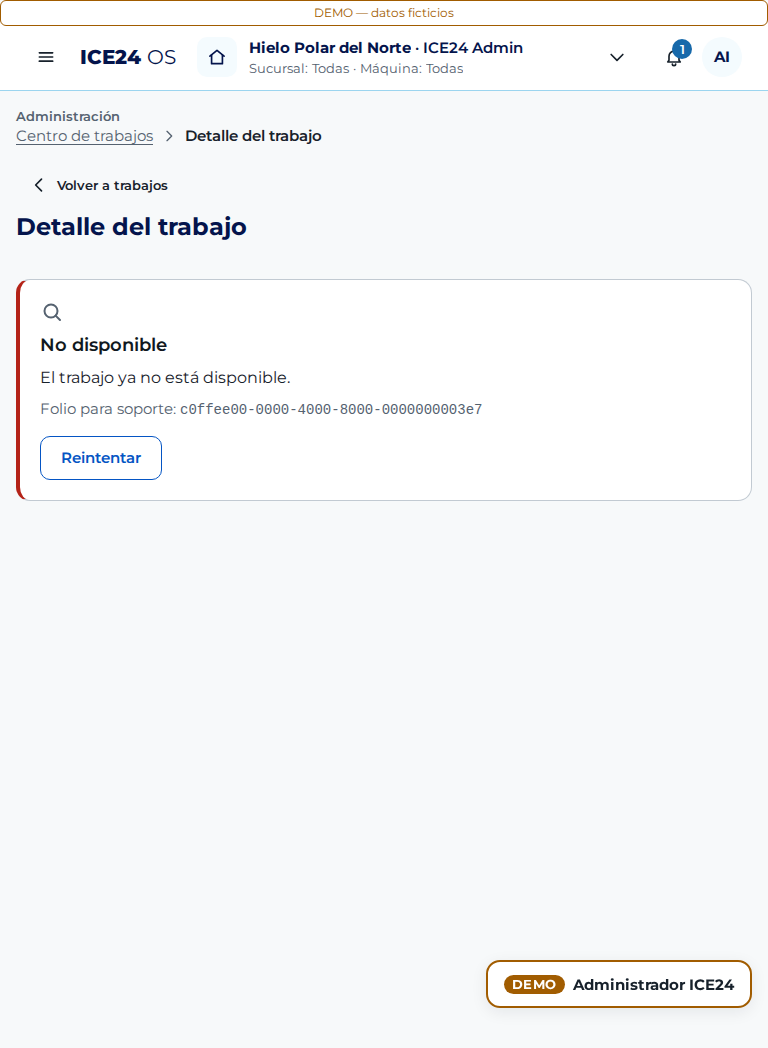 DEMO — datos ficticios
ICE24 OS
Hielo Polar del Norte · ICE24 Admin
Sucursal: Todas · Máquina: Todas
1
AI
Administración
Centro de trabajos > Detalle del trabajo
Volver a trabajos
Detalle del trabajo
No disponible
El trabajo ya no está disponible.
Folio para soporte: c0ffee00-0000-4000-8000-0000000003e7
Reintentar
DEMO Administrador ICE24